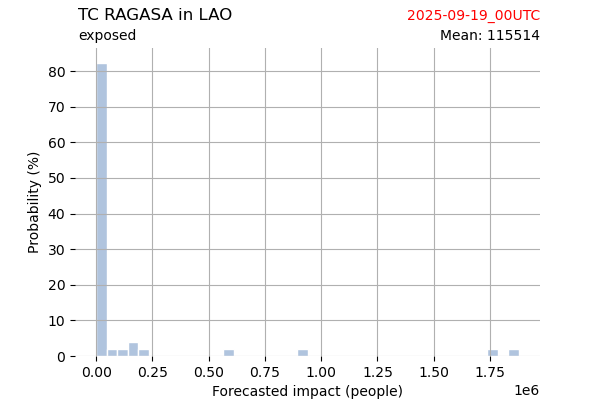 TC RAGASA in LAO
2025-09-19_00UTC
exposed
Mean: 115514
80
70
60
50
40
30
20
10
0
Probability (%)
0.00 0.25 0.50 0.75 1.00 1.25 1.50 1.75
1e6
Forecasted impact (people)